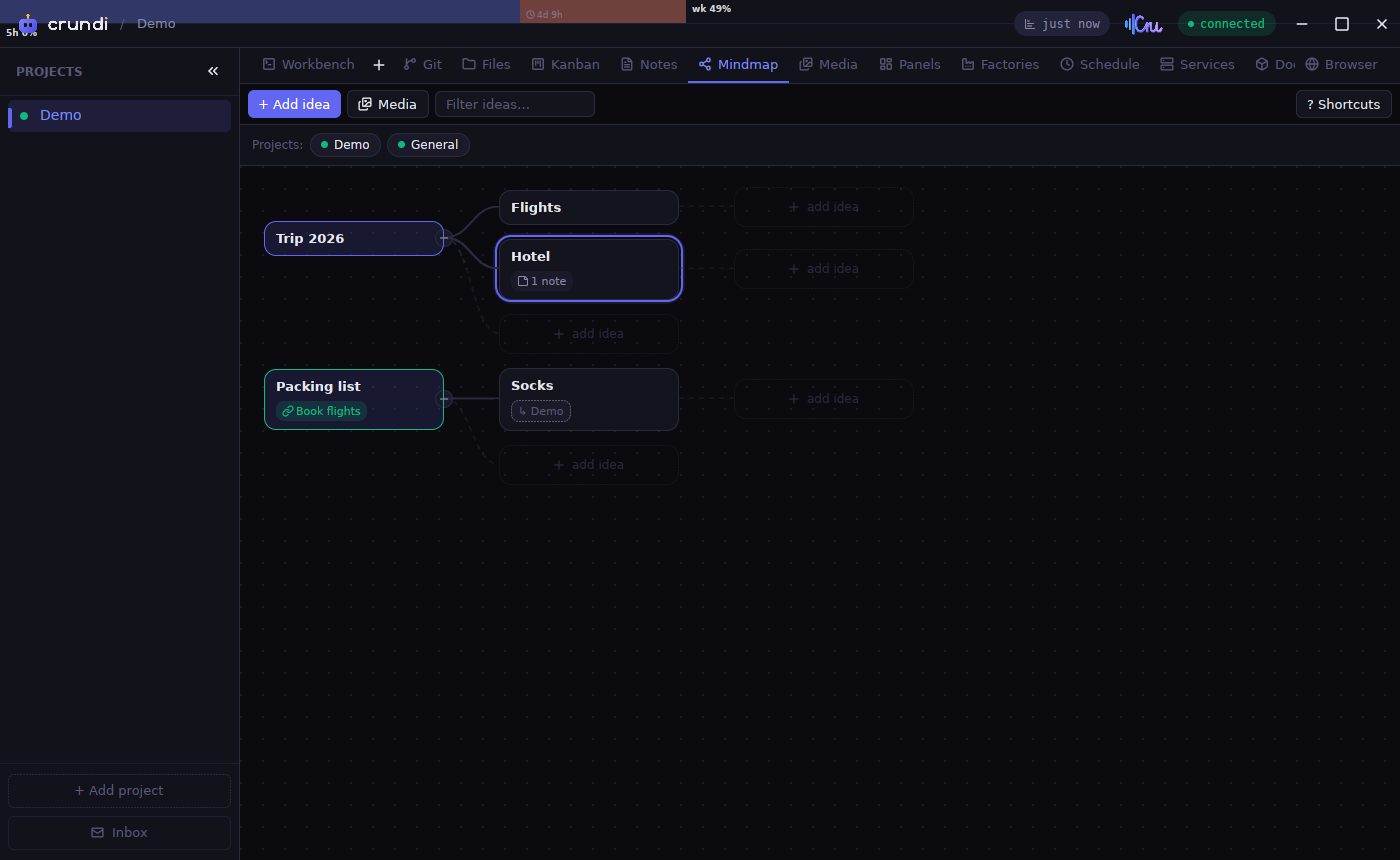 4d 9h
wk 49%
crundi / Demo
just now
Cru
connected
PROJECTS
Demo
Workbench
Git
Files
Kanban
Notes
Mindmap
Media
Panels
Factories
Schedule
Services
Doc
Browser
+ Add idea
Media
Filter ideas...
? Shortcuts
Projects:
Demo
General
Trip 2026
Flights
+ add idea
Hotel
1 note
+ add idea
+ add idea
Packing list
Book flights
Socks
↳ Demo
+ add idea
+ add idea
+ Add project
Inbox